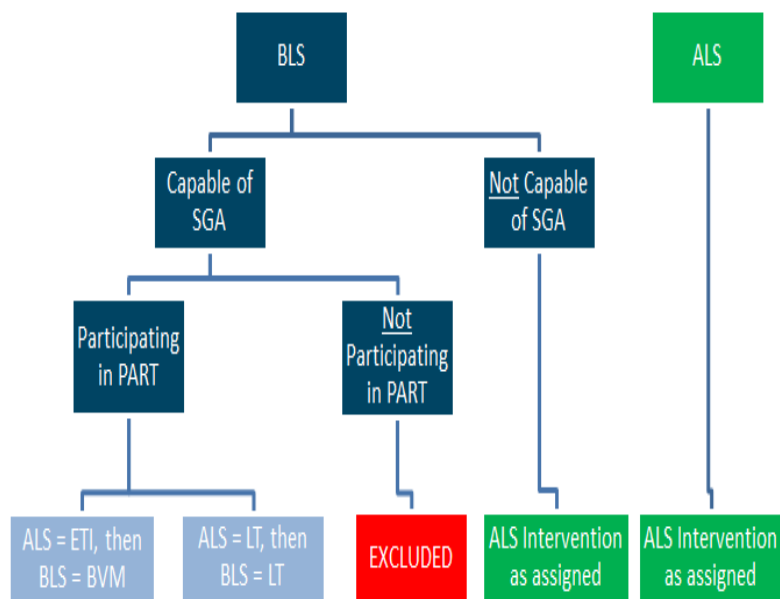 BLS
ALS
Capable of
SGA
Not Capable
of SGA
Participating
in PART
Not
Participating
in PART
ALS = ETI, then
BLS = BVM
ALS = LT, then
BLS = LT
EXCLUDED
ALS Intervention
as assigned
ALS Intervention
as assigned